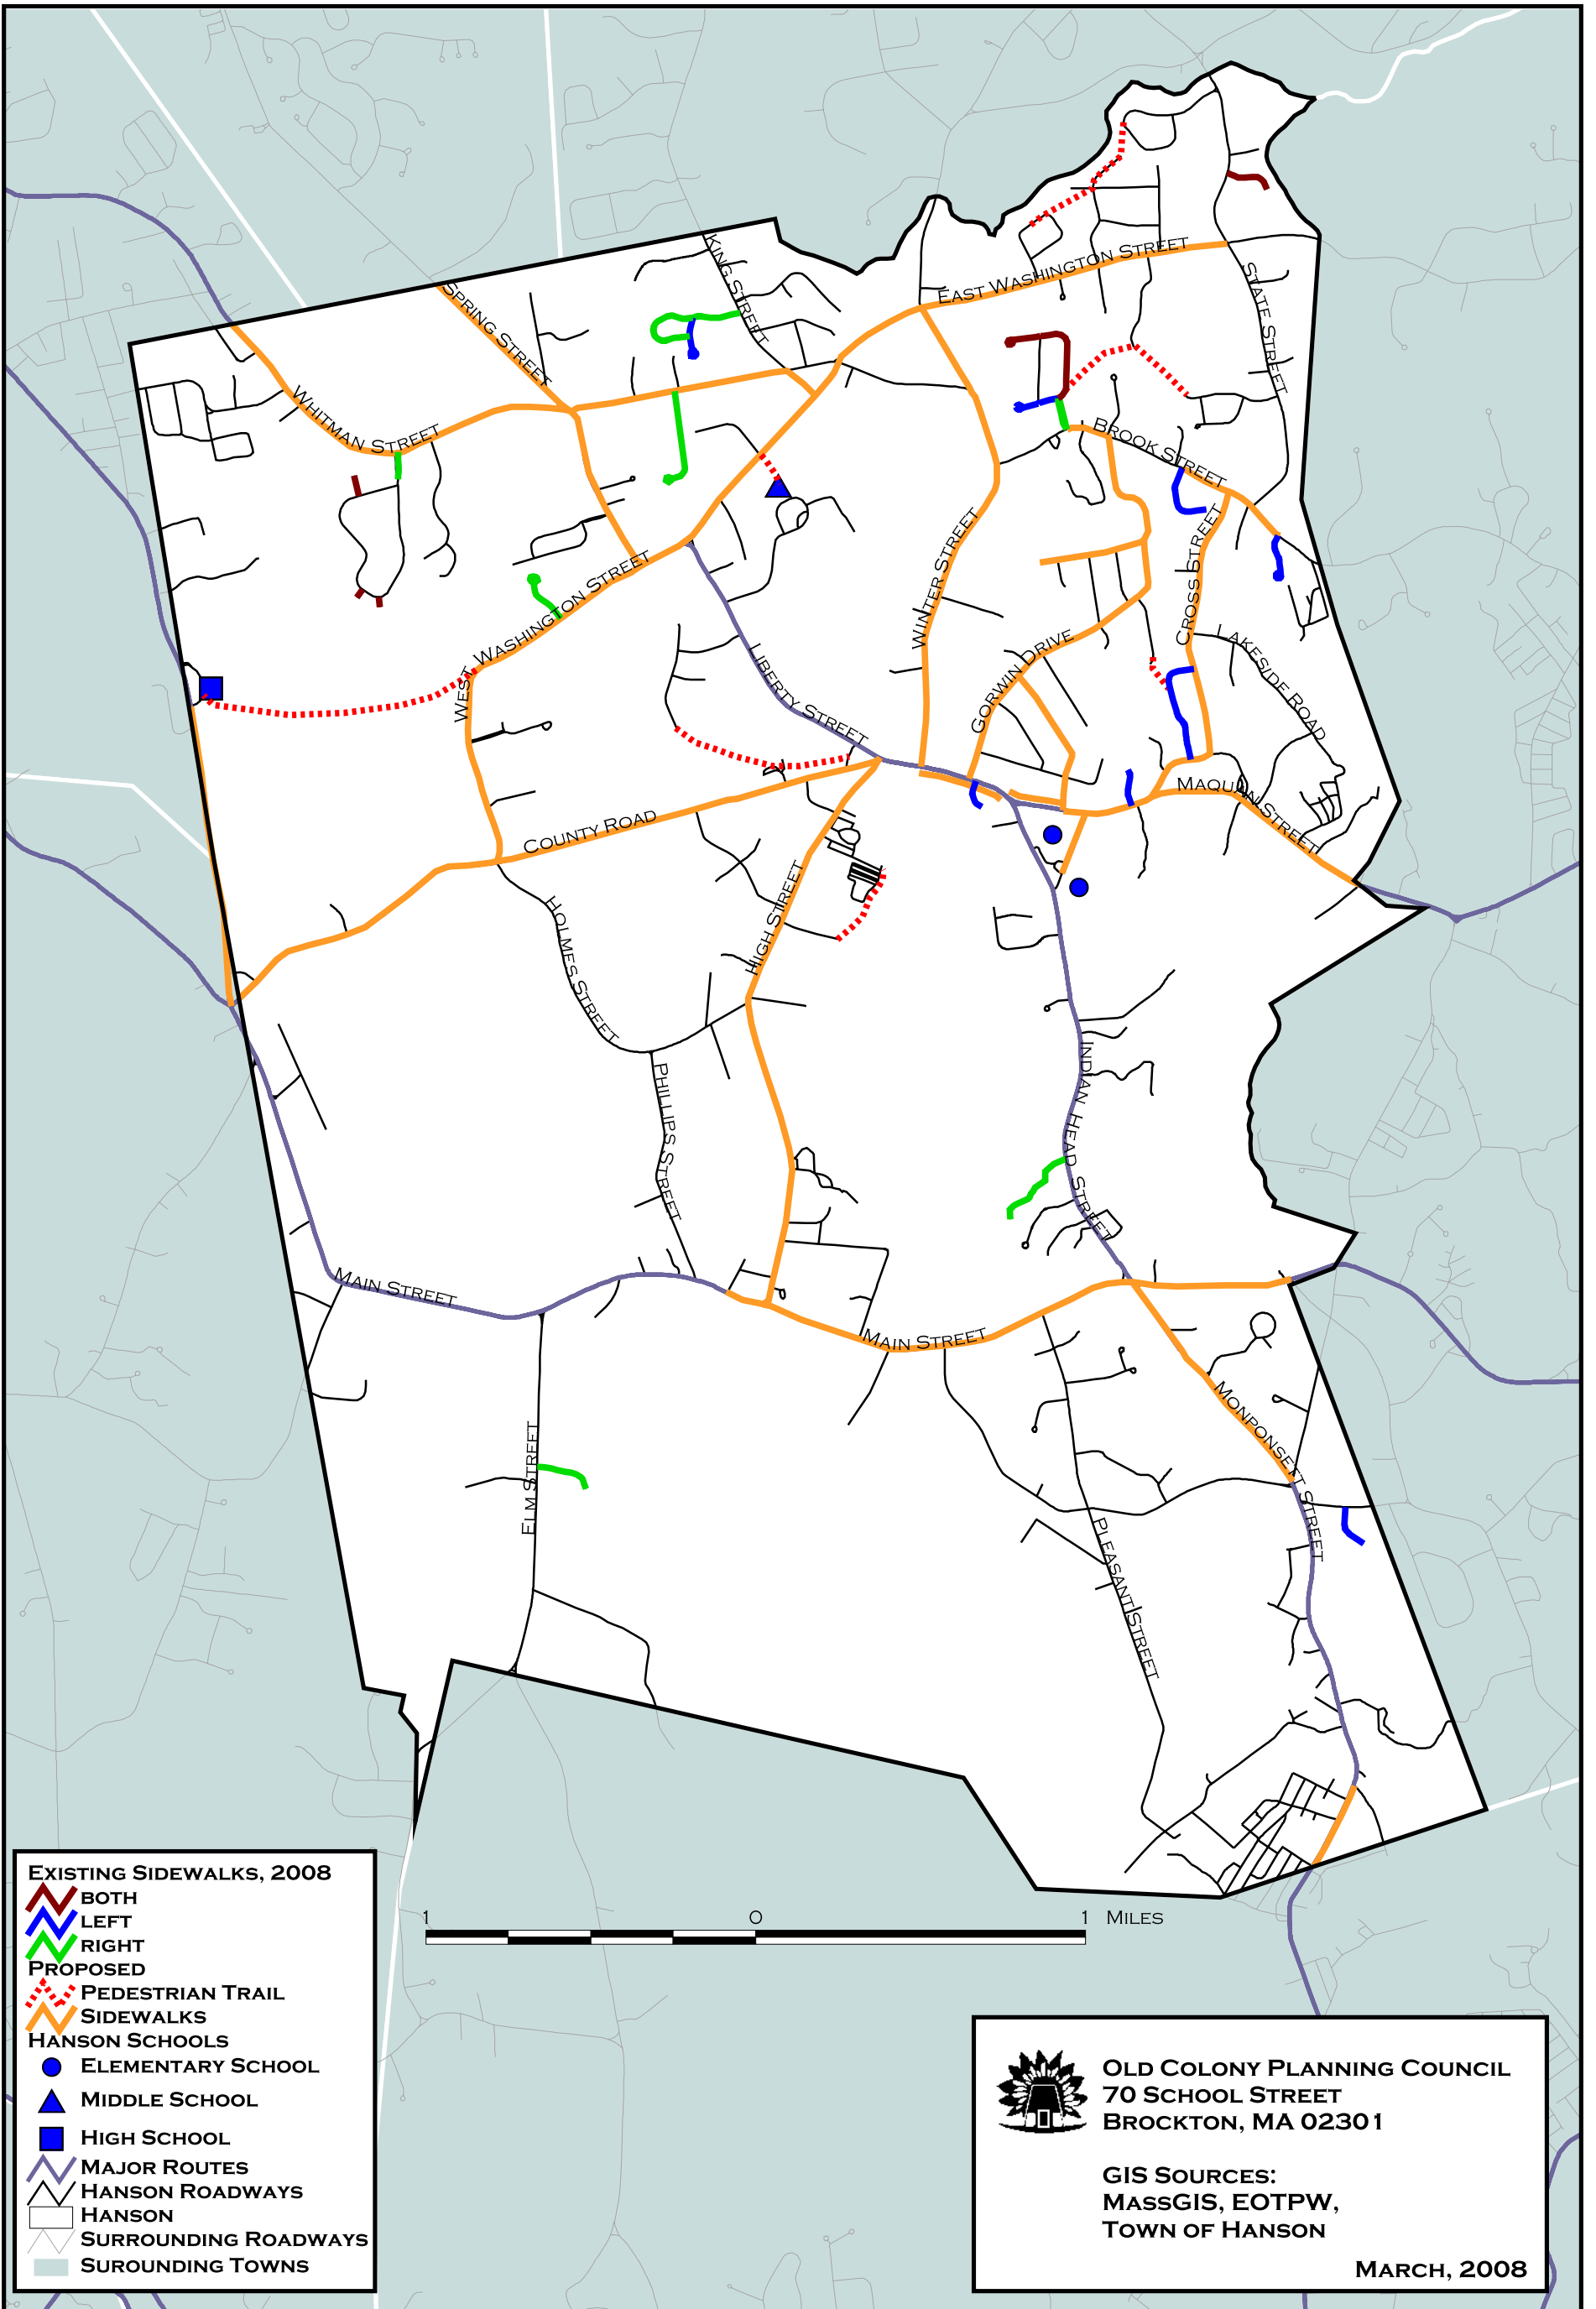 King Street
East Washington Street
Spring Street
State Street
Whitman Street
Brook Street
Winter Street
Cross Street
West Washington Street
Lakeside Road
Gorwin Drive
Liberty Street
Maquan Street
County Road
High Street
Holmes Street
Indian Head Street
Phillips Street
Main Street
Main Street
Monponsett Street
Elm Street
Pleasant Street
Existing Sidewalks, 2008
both
left
right
Proposed
Pedestrian Trail
Sidewalks
Hanson Schools
Elementary School
Middle School
High School
Major Routes
Hanson Roadways
Hanson
Surrounding Roadways
Surounding Towns
1 0 1 Miles
Old Colony Planning Council
70 School Street
Brockton, MA 02301
GIS Sources:
MassGIS, EOTPW,
Town of Hanson
March, 2008